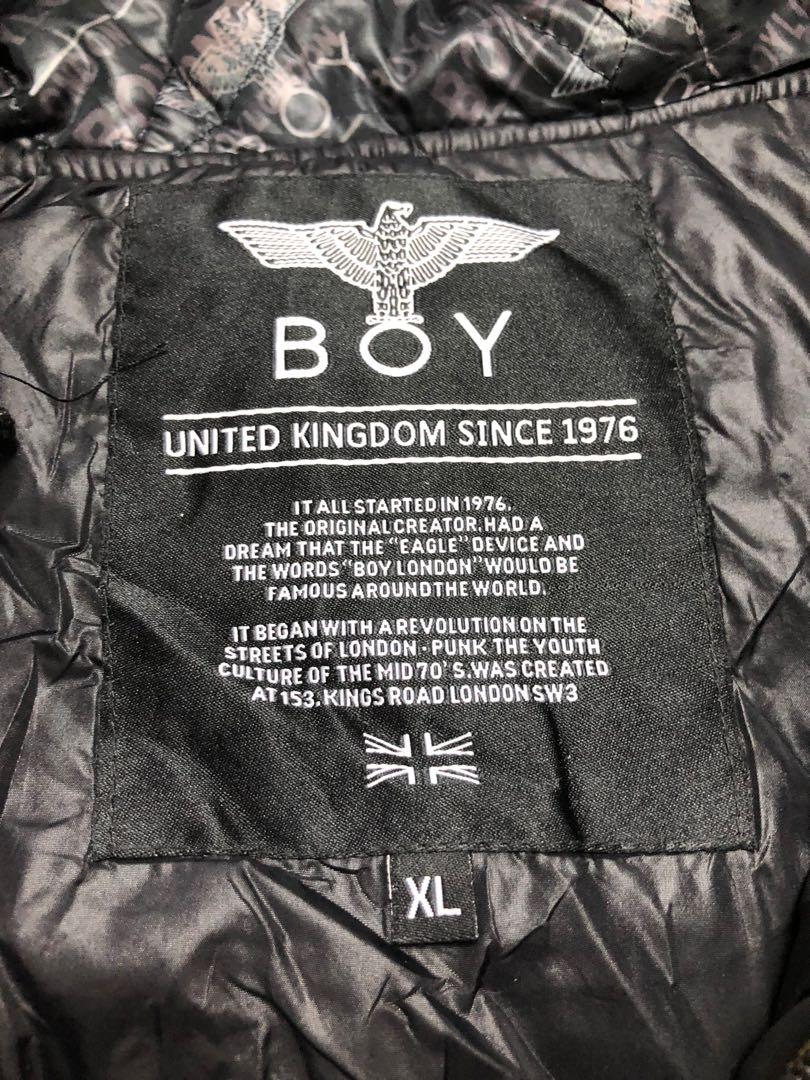 BOY
UNITED KINGDOM SINCE 1976
IT ALL STARTED IN 1976.
THE ORIGINAL CREATOR.HAD A
DREAM THAT THE "EAGLE" DEVICE AND
THE WORDS "BOY LONDON" WOULD BE
FAMOUS AROUND THE WORLD.
IT BEGAN WITH A REVOLUTION ON THE
STREETS OF LONDON - PUNK THE YOUTH
CULTURE OF THE MID 70' S.WAS CREATED
AT 153.KINGS ROAD LONDON SW3
XL